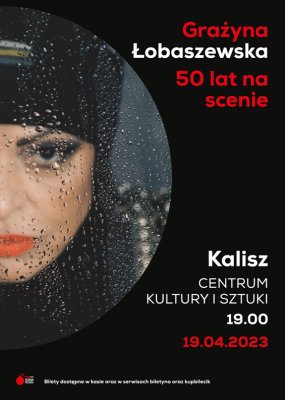 Grażyna
Łobaszewska
50 lat na
scenie
Kalisz
CENTRUM
KULTURY I SZTUKI
19.00
19.04.2023
Bilety dostępne w kasie oraz w serwisach biletyna oraz kupbilecik